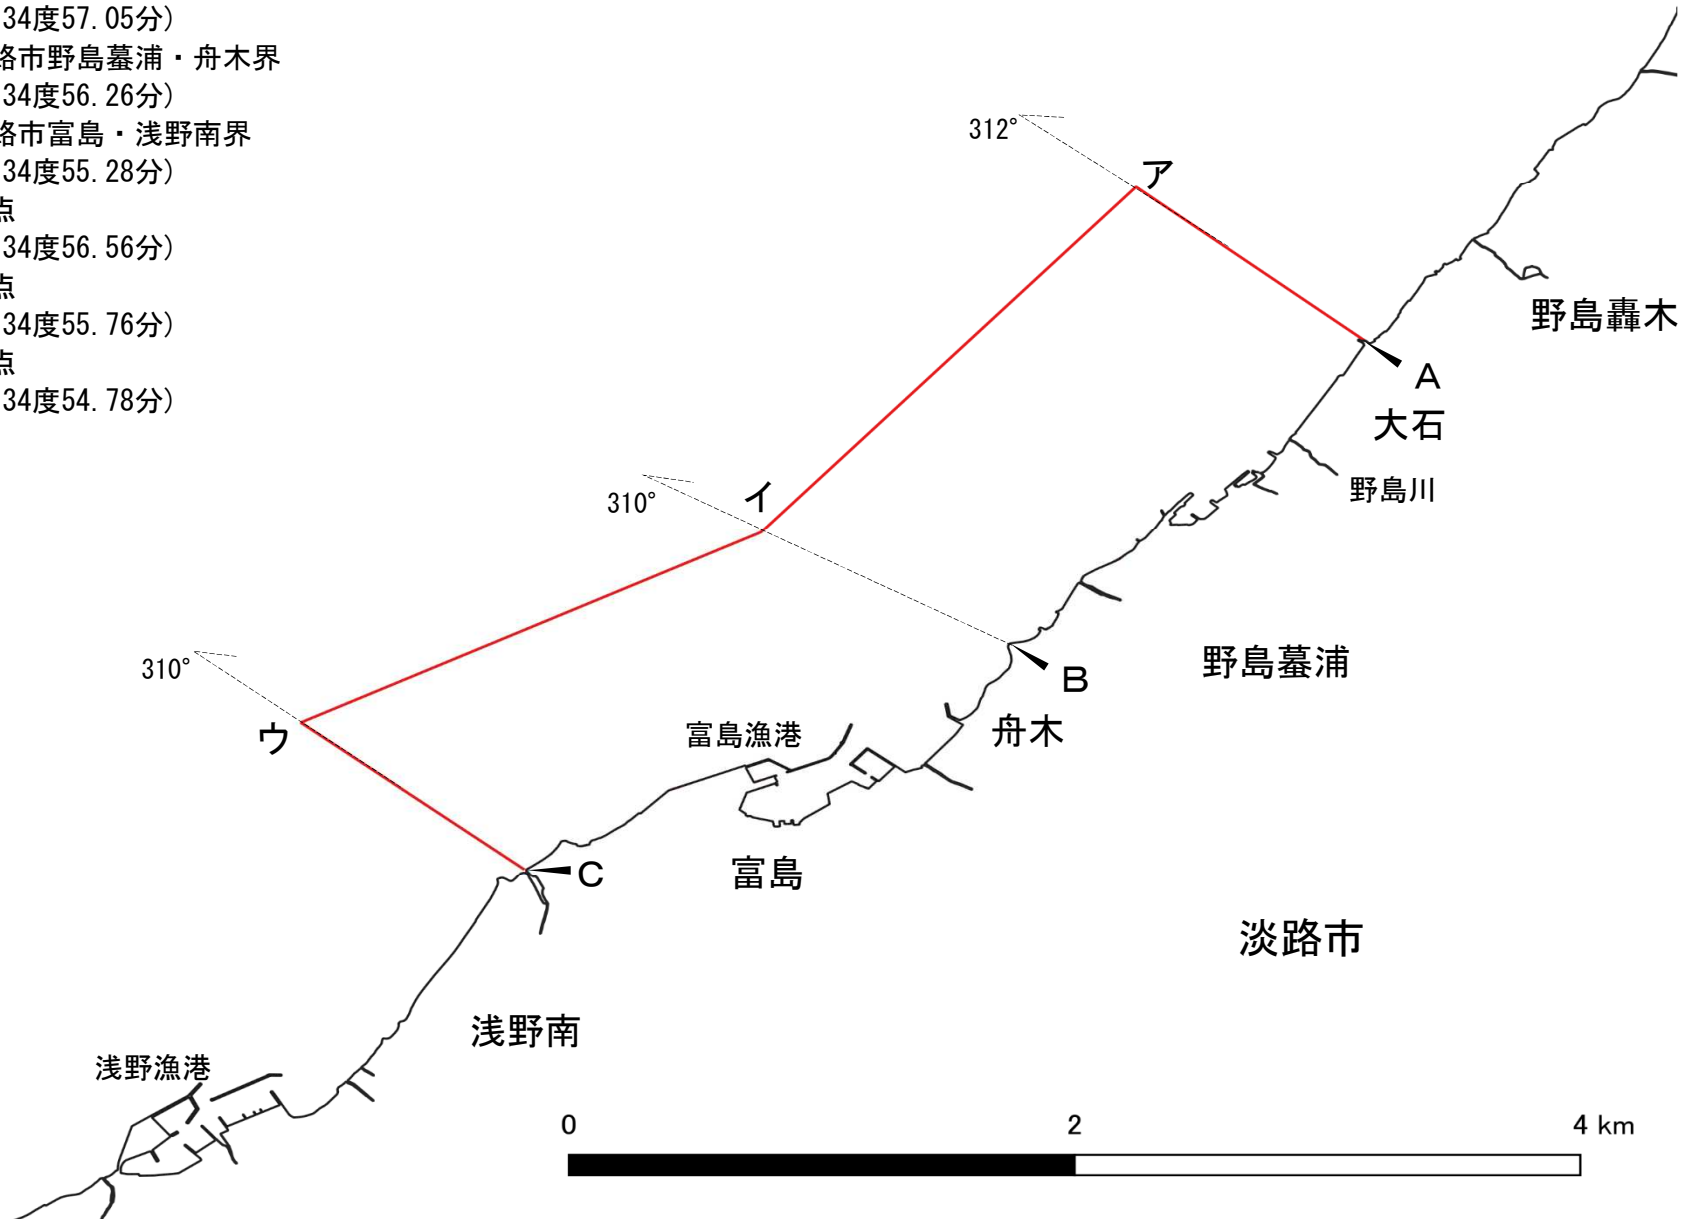 34度57.05分)
路市野島蟇浦・舟木界
34度56.26分)
路市富島・浅野南界
34度55.28分)
点
34度56.56分)
点
34度55.76分)
点
34度54.78分)
312°
ア
野島轟木
A
大石
310°
イ
野島川
野島蟇浦
B
310°
ウ
富島漁港
舟木
C
富島
淡路市
浅野南
浅野漁港
0 2 4 km